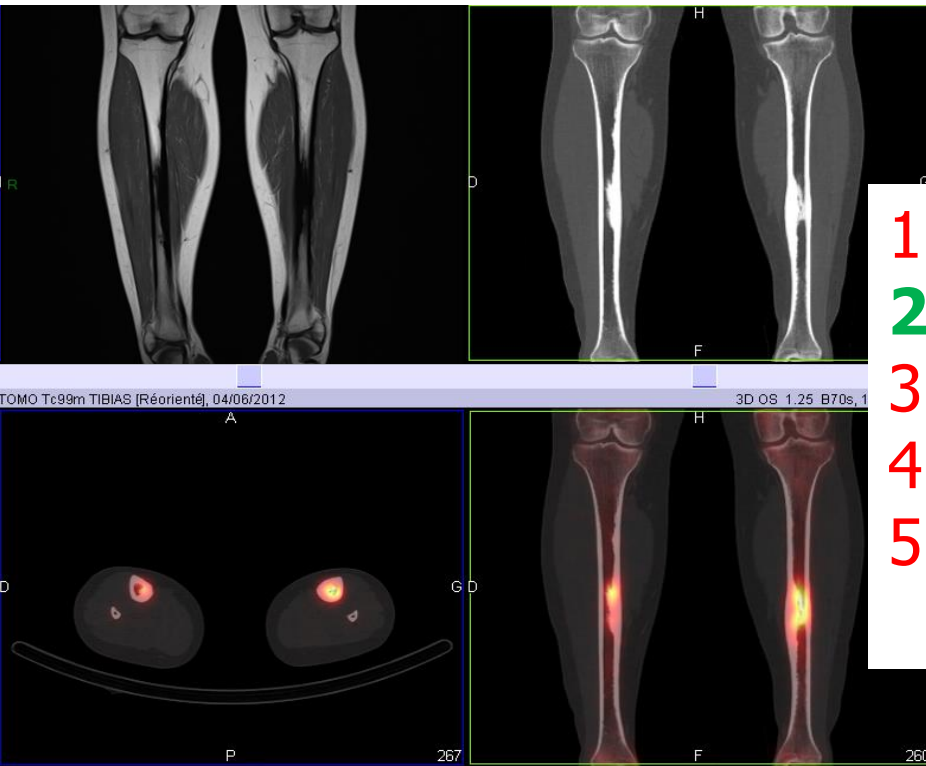 H
R
D
G
1
2
3
4
5
F
TOMO Tc99m TIBIAS [Réorienté], 04/06/2012
3D OS 1.25 B70s, 1
A
H
D
G
D
P
267
F
260